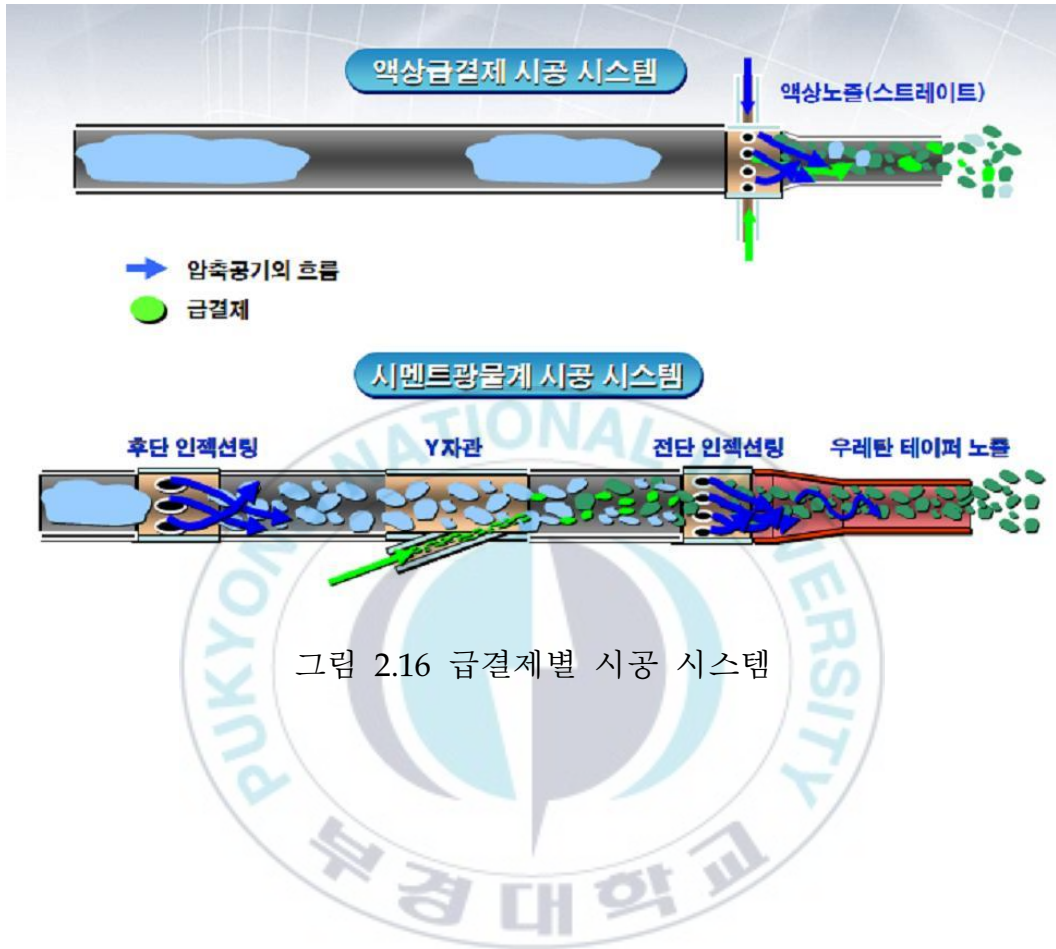 액상급결제 시공 시스템
액상노즐(스트레이트)
압축공기의 흐름
급결제
시멘트광물계 시공 시스템
후단 인젝션링 Y자관 전단 인젝션링 우레탄 테이퍼 노즐
그림 2.16 급결제별 시공 시스템
PUKYONG NATIONAL UNIVERSITY
부경대학교